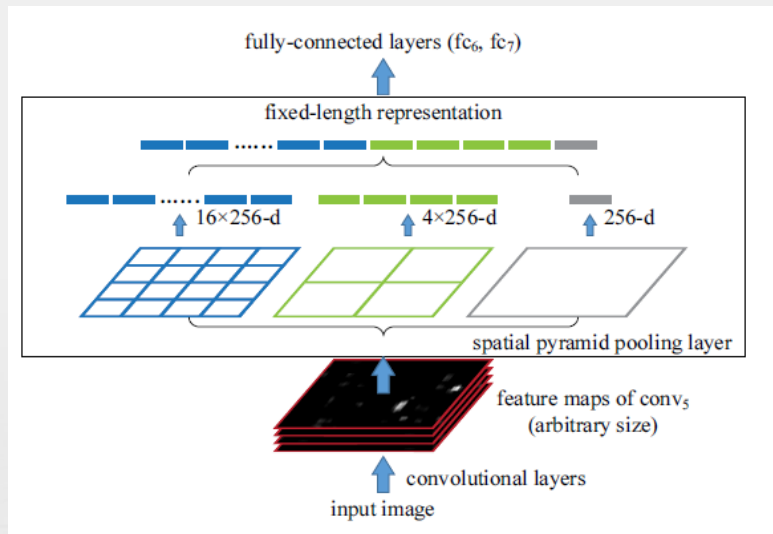 fully-connected layers (fc₆, fc₇)
fixed-length representation
......
......
16×256-d
4×256-d
256-d
spatial pyramid pooling layer
feature maps of conv₅
(arbitrary size)
convolutional layers
input image